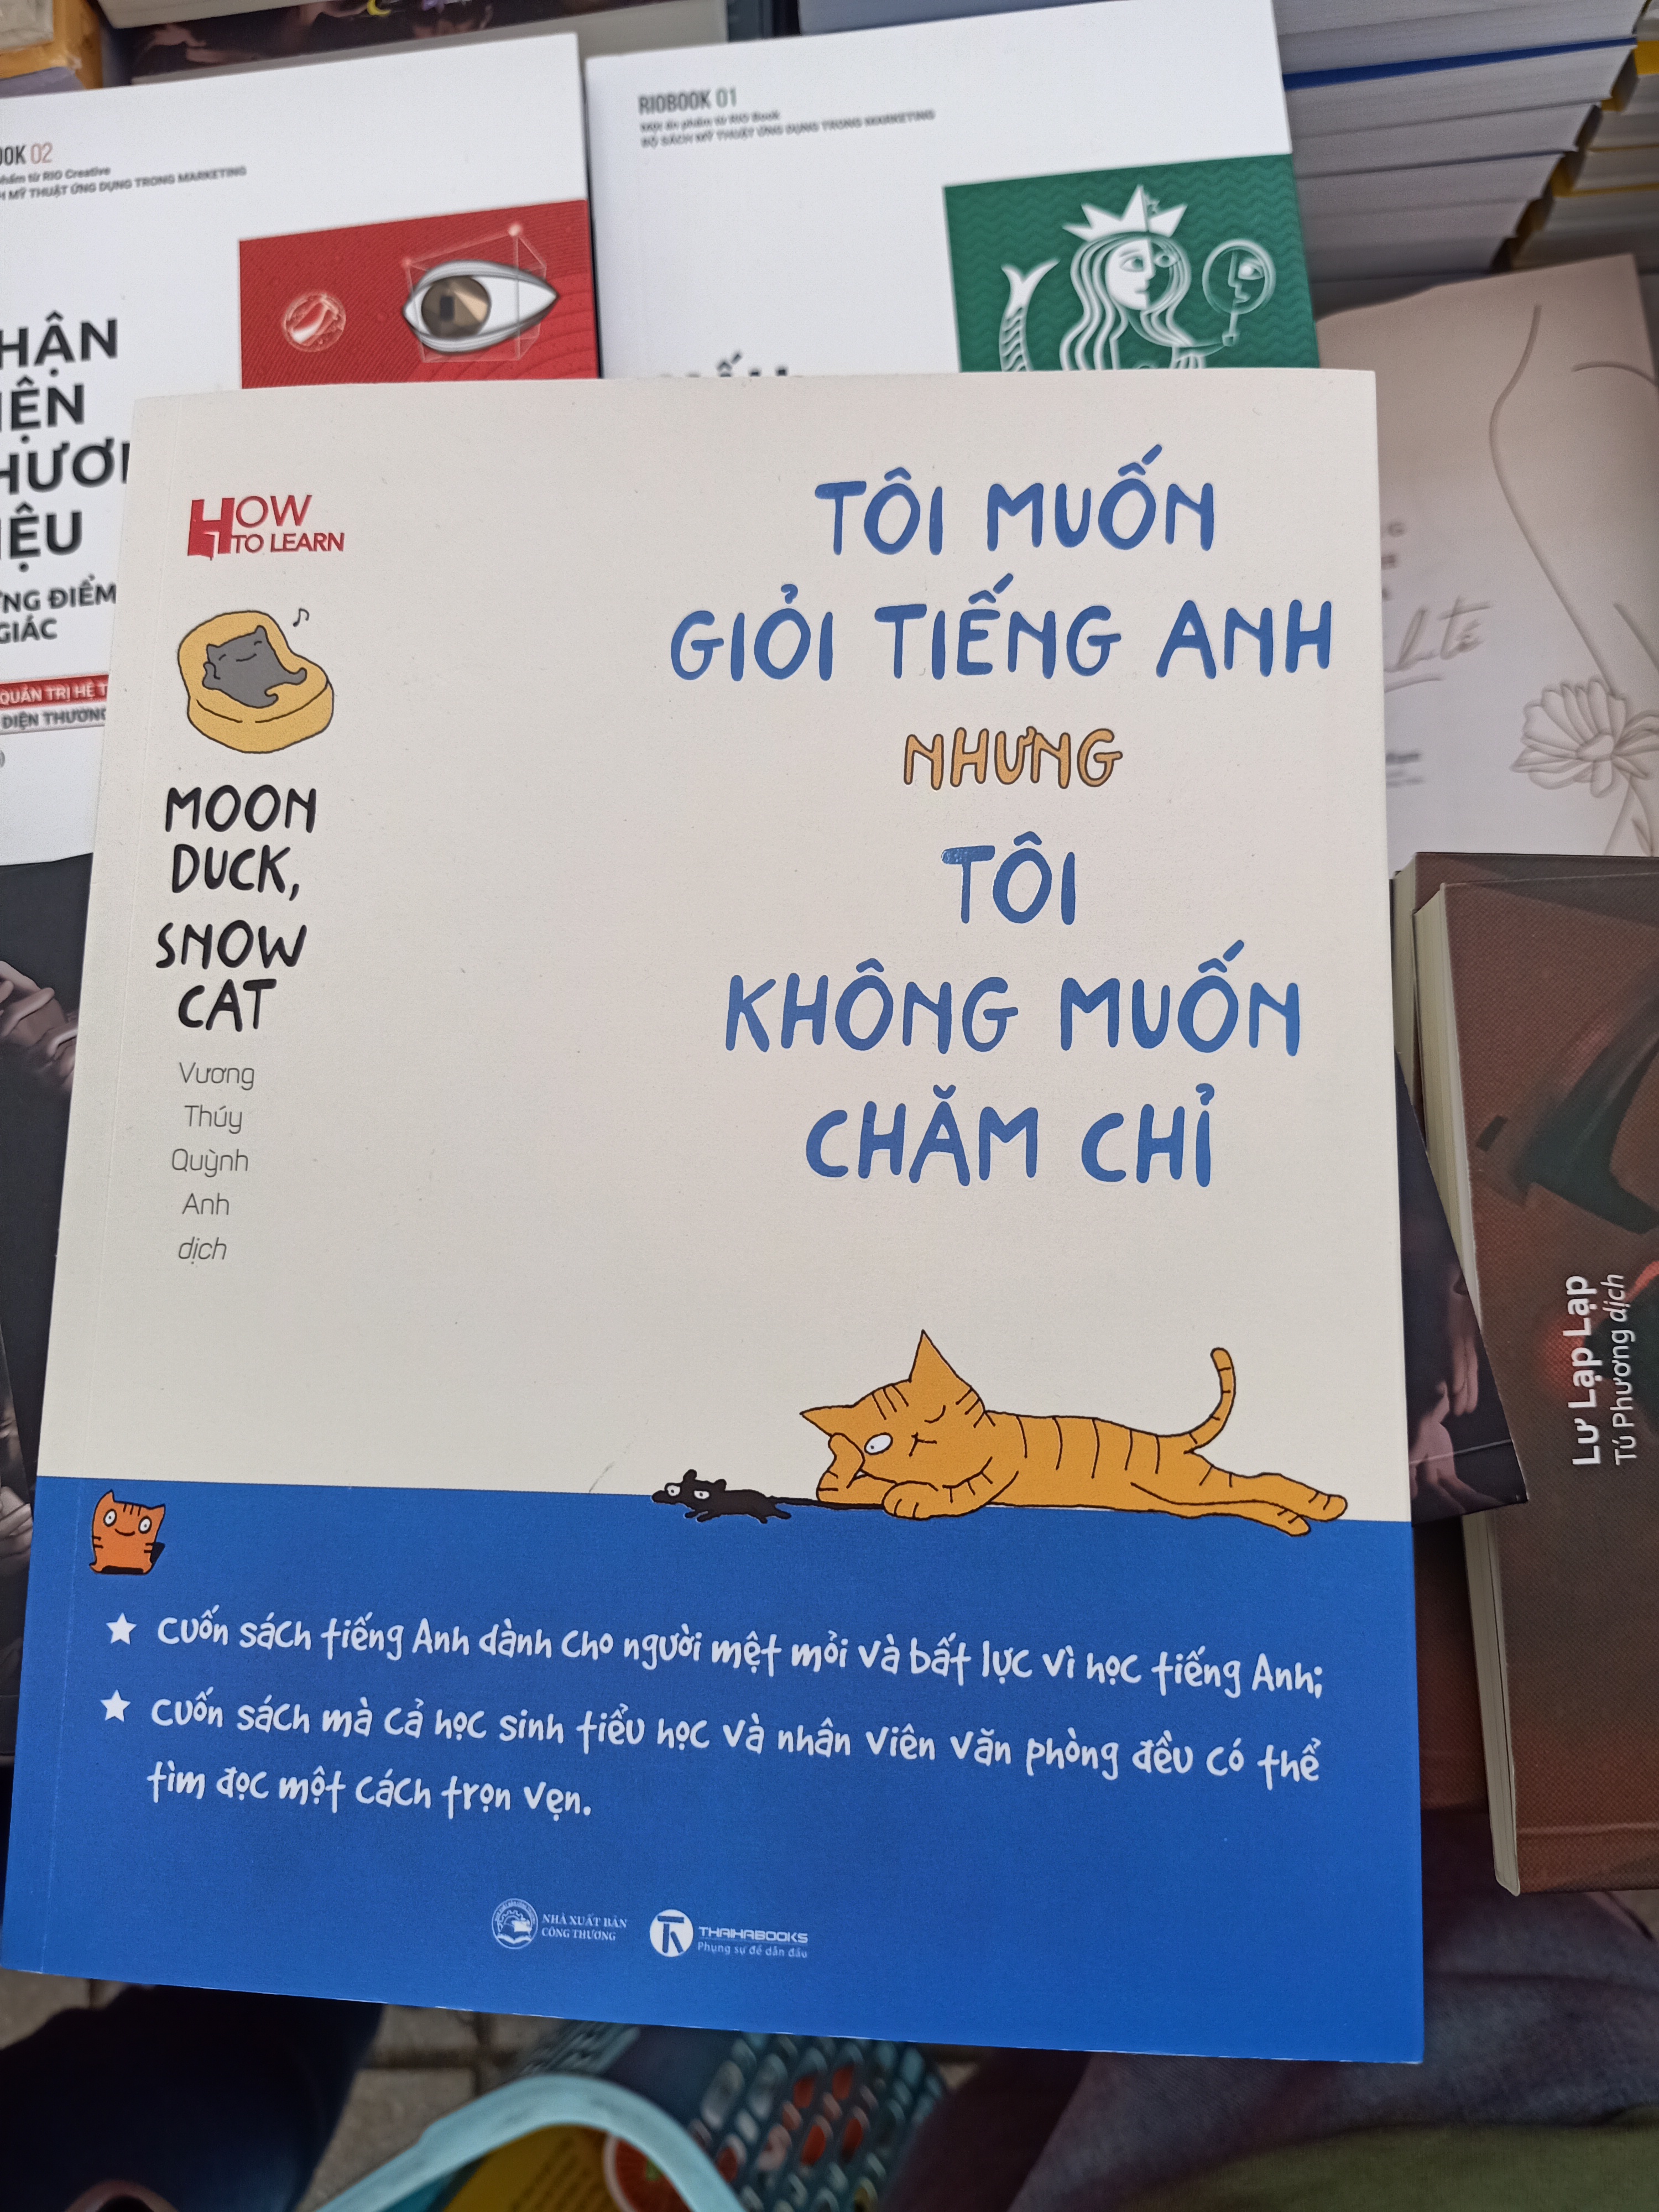 OOK 02
phẩm từ RIO Creative
H MỸ THUẬT ỨNG DỤNG TRONG MARKETING
RIOBOOK 01
Một ấn phẩm từ RIO Book
BỘ SÁCH MỸ THUẬT ỨNG DỤNG TRONG MARKETING
HẬN
IỆN
HƯƠ
IỆU
NG ĐIỂM
GIÁC
QUẢN TRỊ HỆ T
DIỆN THƯƠNG
HOW
TO LEARN
MOON
DUCK,
SNOW
CAT
Vương
Thúy
Quỳnh
Anh
dịch
TÔI MUỐN
GIỎI TIẾNG ANH
NHƯNG
TÔI
KHÔNG MUỐN
CHĂM CHỈ
★ cuốn sách tiếng Anh dành cho người mệt mỏi và bất lực vì học tiếng Anh;
★ cuốn sách mà cả học sinh tiểu học và nhân viên văn phòng đều có thể
tìm đọc một cách trọn vẹn.
NHÀ XUẤT BẢN
CÔNG THƯƠNG
THAIHABOOKS
Phụng sự để dẫn đầu
Lư Lạp Lạp
Tú Phương dịch